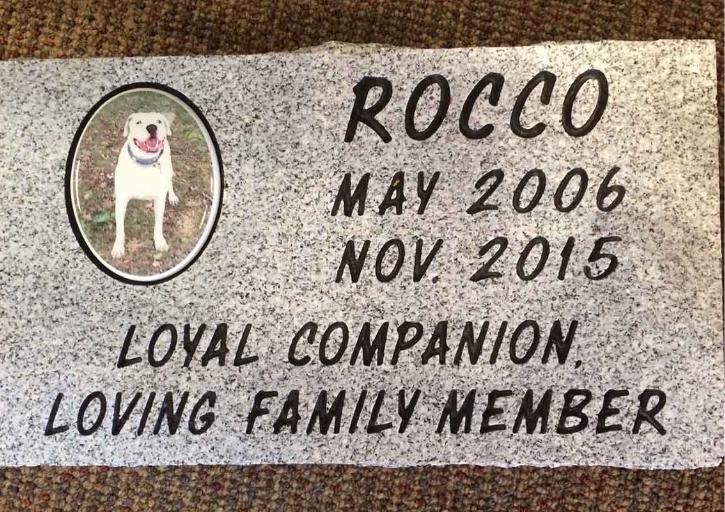 ROCCO
MAY 2006
NOV. 2015
LOYAL COMPANION,
LOVING FAMILY MEMBER